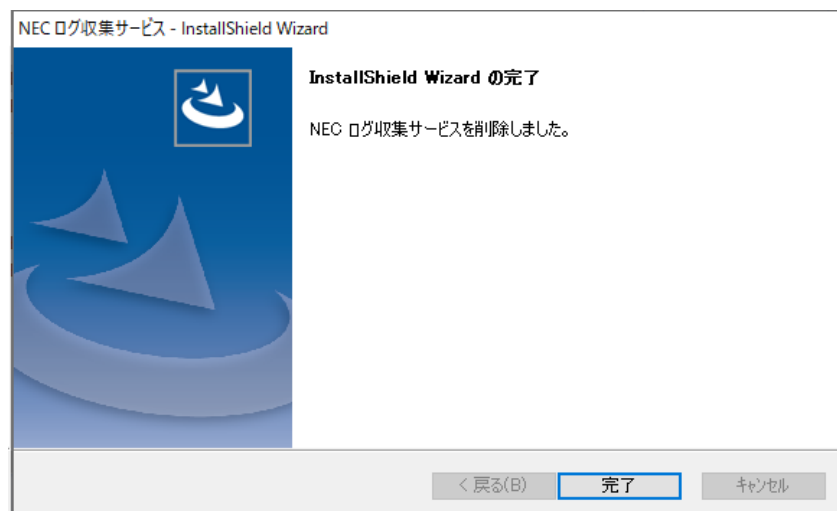 NEC ログ収集サービス - InstallShield Wizard
InstallShield Wizard の完了
NEC ログ収集サービスを削除しました。
< 戻る(B)
完了
キャンセル